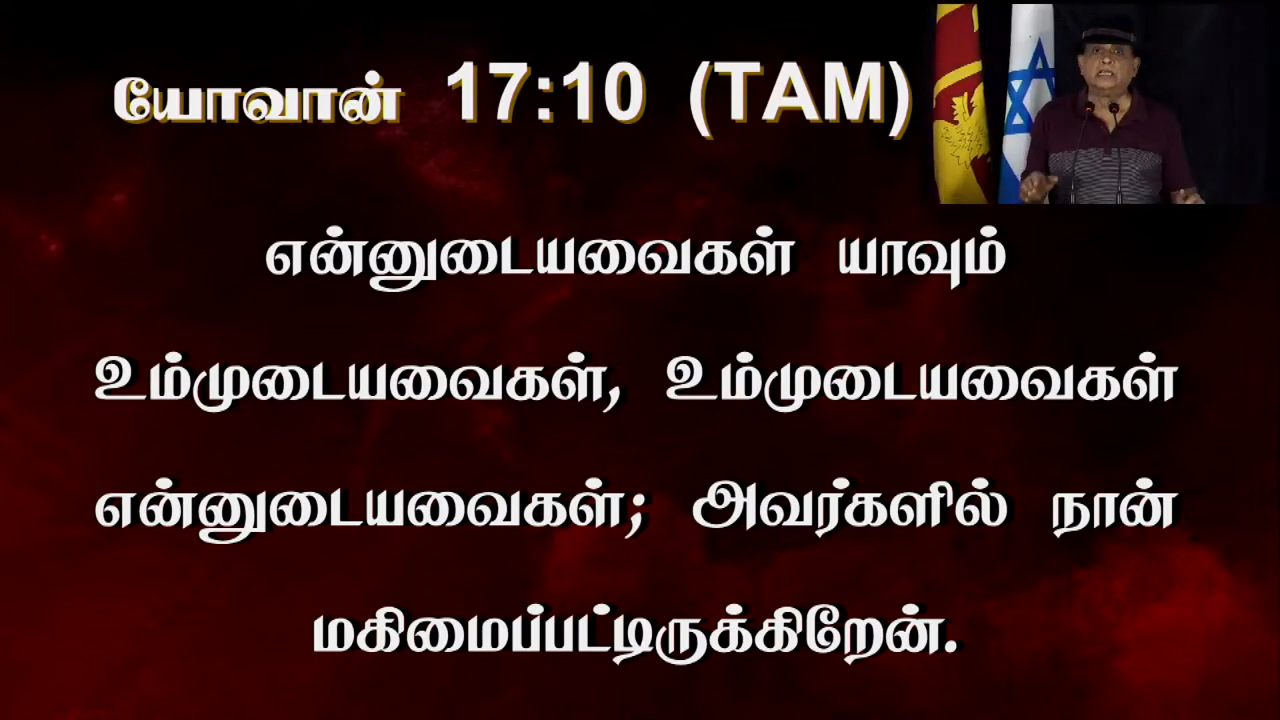 யோவான் 17:10 (TAM)
என்னுடையவைகள் யாவும்
உம்முடையவைகள், உம்முடையவைகள்
என்னுடையவைகள்; அவர்களில் நான்
மகிமைப்பட்டிருக்கிறேன்.